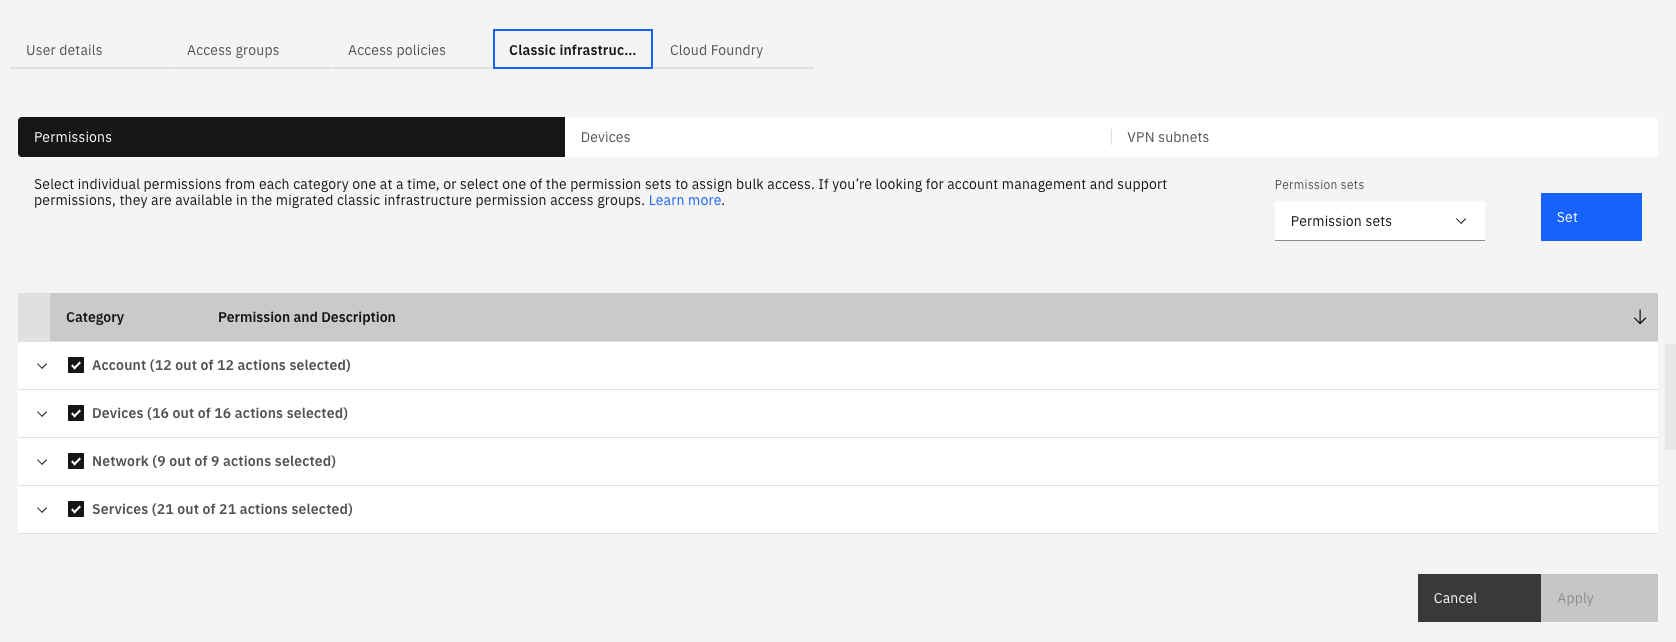 User details
Access groups
Access policies
Classic infrastruc...
Cloud Foundry
Permissions
Devices
VPN subnets
Select individual permissions from each category one at a time, or select one of the permission sets to assign bulk access. If you’re looking for account management and support
permissions, they are available in the migrated classic infrastructure permission access groups. Learn more.
Permission sets
Permission sets
Set
Category
Permission and Description
Account (12 out of 12 actions selected)
Devices (16 out of 16 actions selected)
Network (9 out of 9 actions selected)
Services (21 out of 21 actions selected)
Cancel
Apply